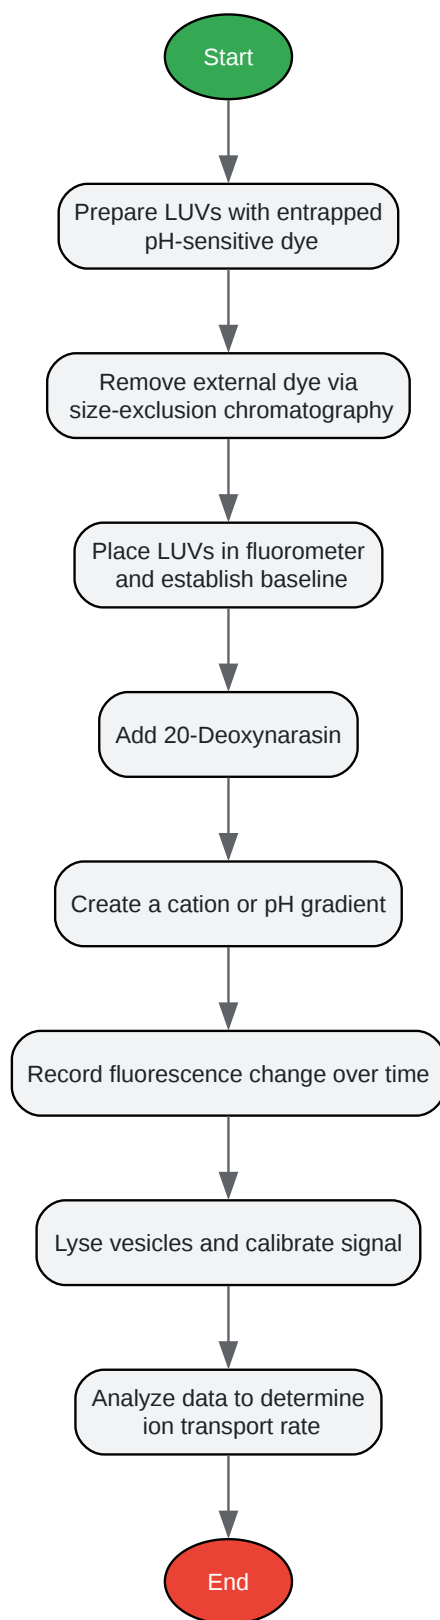 Start
Prepare LUVs with entrapped
pH-sensitive dye
Remove external dye via
size-exclusion chromatography
Place LUVs in fluorometer
and establish baseline
Add 20-Deoxynarasin
Create a cation or pH gradient
Record fluorescence change over time
Lyse vesicles and calibrate signal
Analyze data to determine
ion transport rate
End